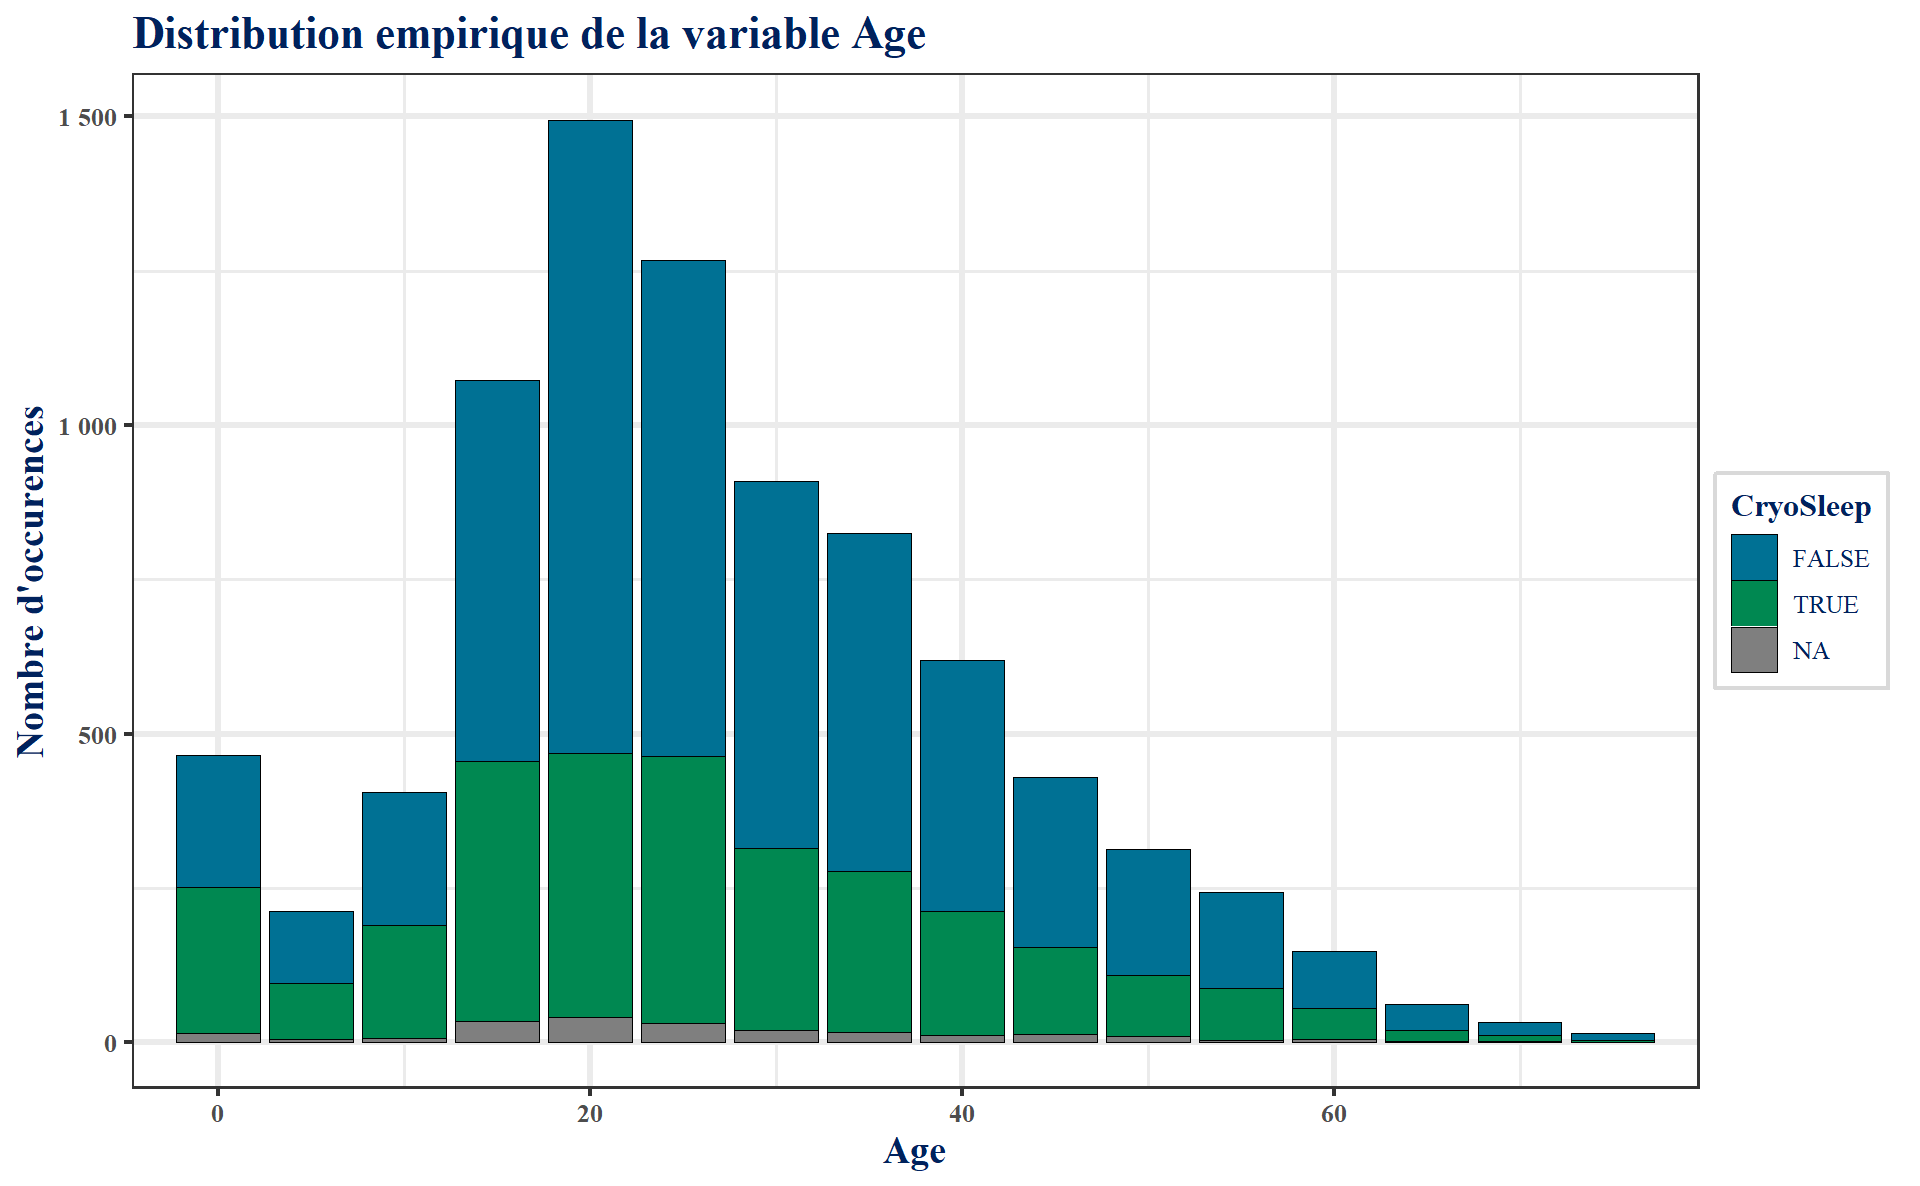 Distribution empirique de la variable Age
1 500
1 000
500
0
Nombre d'occurences
0
20
40
60
Age
CryoSleep
FALSE
TRUE
NA